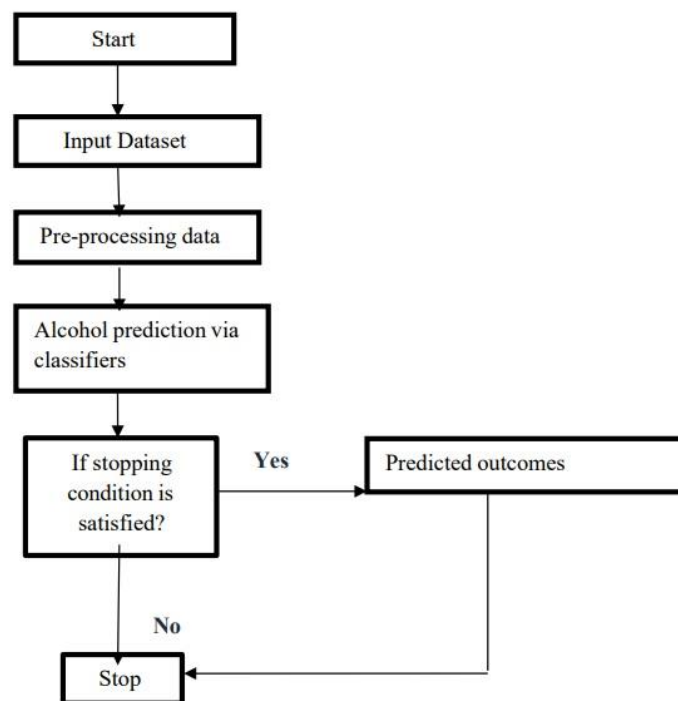 Start
Input Dataset
Pre-processing data
Alcohol prediction via
classifiers
If stopping
condition is
satisfied?
Yes
Predicted outcomes
No
Stop